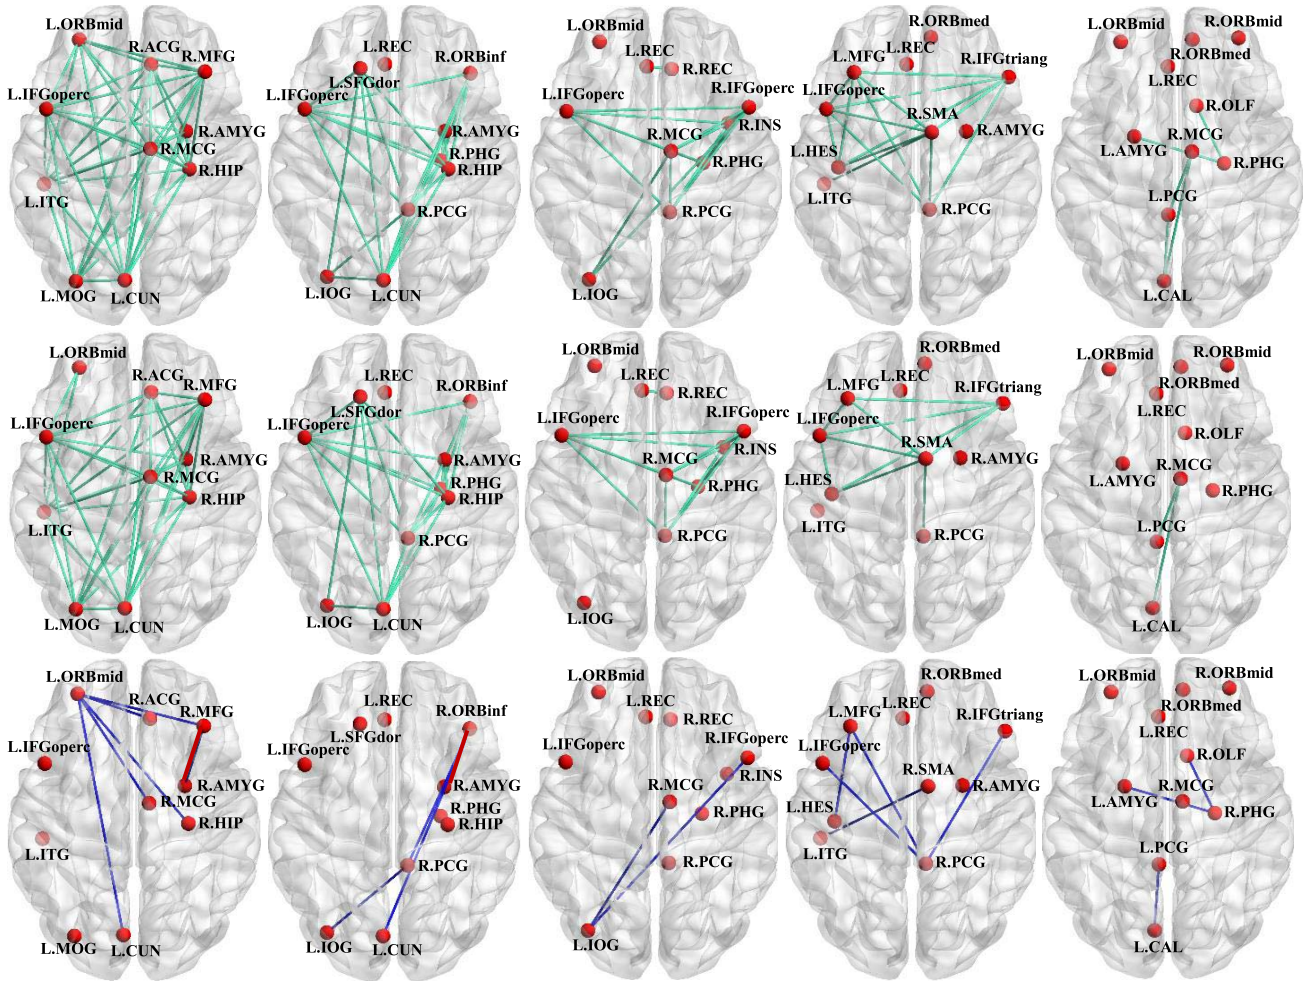 L.ORBmid
R.ACG
R.MFG
L.IFGoperc
R.AMYG
R.MCG
R.HIP
L.ITG
L.MOG
L.CUN
L.REC
R.ORBinf
L.SFGdor
L.IFGoperc
R.AMYG
R.PHG
R.HIP
R.PCG
L.IOG
L.CUN
L.ORBmid
L.REC
R.REC
R.IFGoperc
L.IFGoperc
R.INS
R.MCG
R.PHG
R.PCG
L.IOG
R.ORBmed
L.MFG
L.REC
R.IFGtriang
L.IFGoperc
R.SMA
R.AMYG
L.HES
L.ITG
R.PCG
L.ORBmid
R.ORBmid
R.ORBmed
L.REC
R.OLF
R.MCG
L.AMYG
R.PHG
L.PCG
L.CAL
L.ORBmid
R.ACG
R.MFG
L.IFGoperc
R.AMYG
R.MCG
R.HIP
L.ITG
L.MOG
L.CUN
L.REC
R.ORBinf
L.SFGdor
L.IFGoperc
R.AMYG
R.PHG
R.HIP
R.PCG
L.IOG
L.CUN
L.ORBmid
L.REC
R.REC
R.IFGoperc
L.IFGoperc
R.INS
R.MCG
R.PHG
R.PCG
L.IOG
R.ORBmed
L.MFG
L.REC
R.IFGtriang
L.IFGoperc
R.SMA
R.AMYG
L.HES
L.ITG
R.PCG
L.ORBmid
R.ORBmid
R.ORBmed
L.REC
R.OLF
R.MCG
L.AMYG
R.PHG
L.PCG
L.CAL
L.ORBmid
R.ACG
R.MFG
L.IFGoperc
R.AMYG
R.MCG
R.HIP
L.ITG
L.MOG
L.CUN
L.REC
R.ORBinf
L.SFGdor
L.IFGoperc
R.AMYG
R.PHG
R.HIP
R.PCG
L.IOG
L.CUN
L.ORBmid
L.REC
R.REC
R.IFGoperc
L.IFGoperc
R.INS
R.MCG
R.PHG
R.PCG
L.IOG
R.ORBmed
L.MFG
L.REC
R.IFGtriang
L.IFGoperc
R.SMA
R.AMYG
L.HES
L.ITG
R.PCG
L.ORBmid
R.ORBmid
R.ORBmed
L.REC
R.OLF
R.MCG
L.AMYG
R.PHG
L.PCG
L.CAL